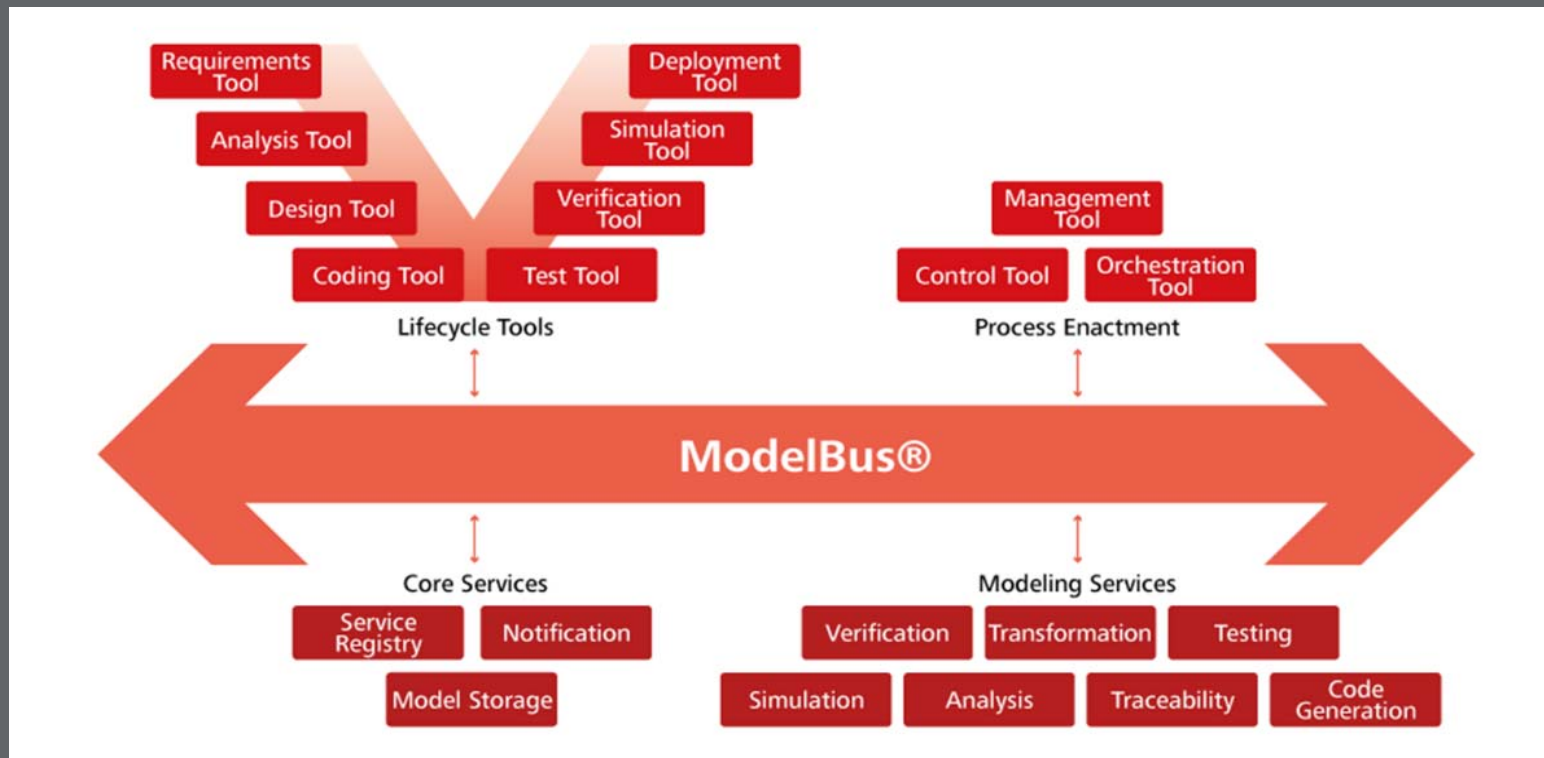 Requirements
Tool
Deployment
Tool
Analysis Tool
Simulation
Tool
Design Tool
Verification
Tool
Management
Tool
Coding Tool
Test Tool
Control Tool
Orchestration
Tool
Lifecycle Tools
Process Enactment
ModelBus®
Core Services
Modeling Services
Service
Registry
Notification
Verification
Transformation
Testing
Model Storage
Simulation
Analysis
Traceability
Code
Generation